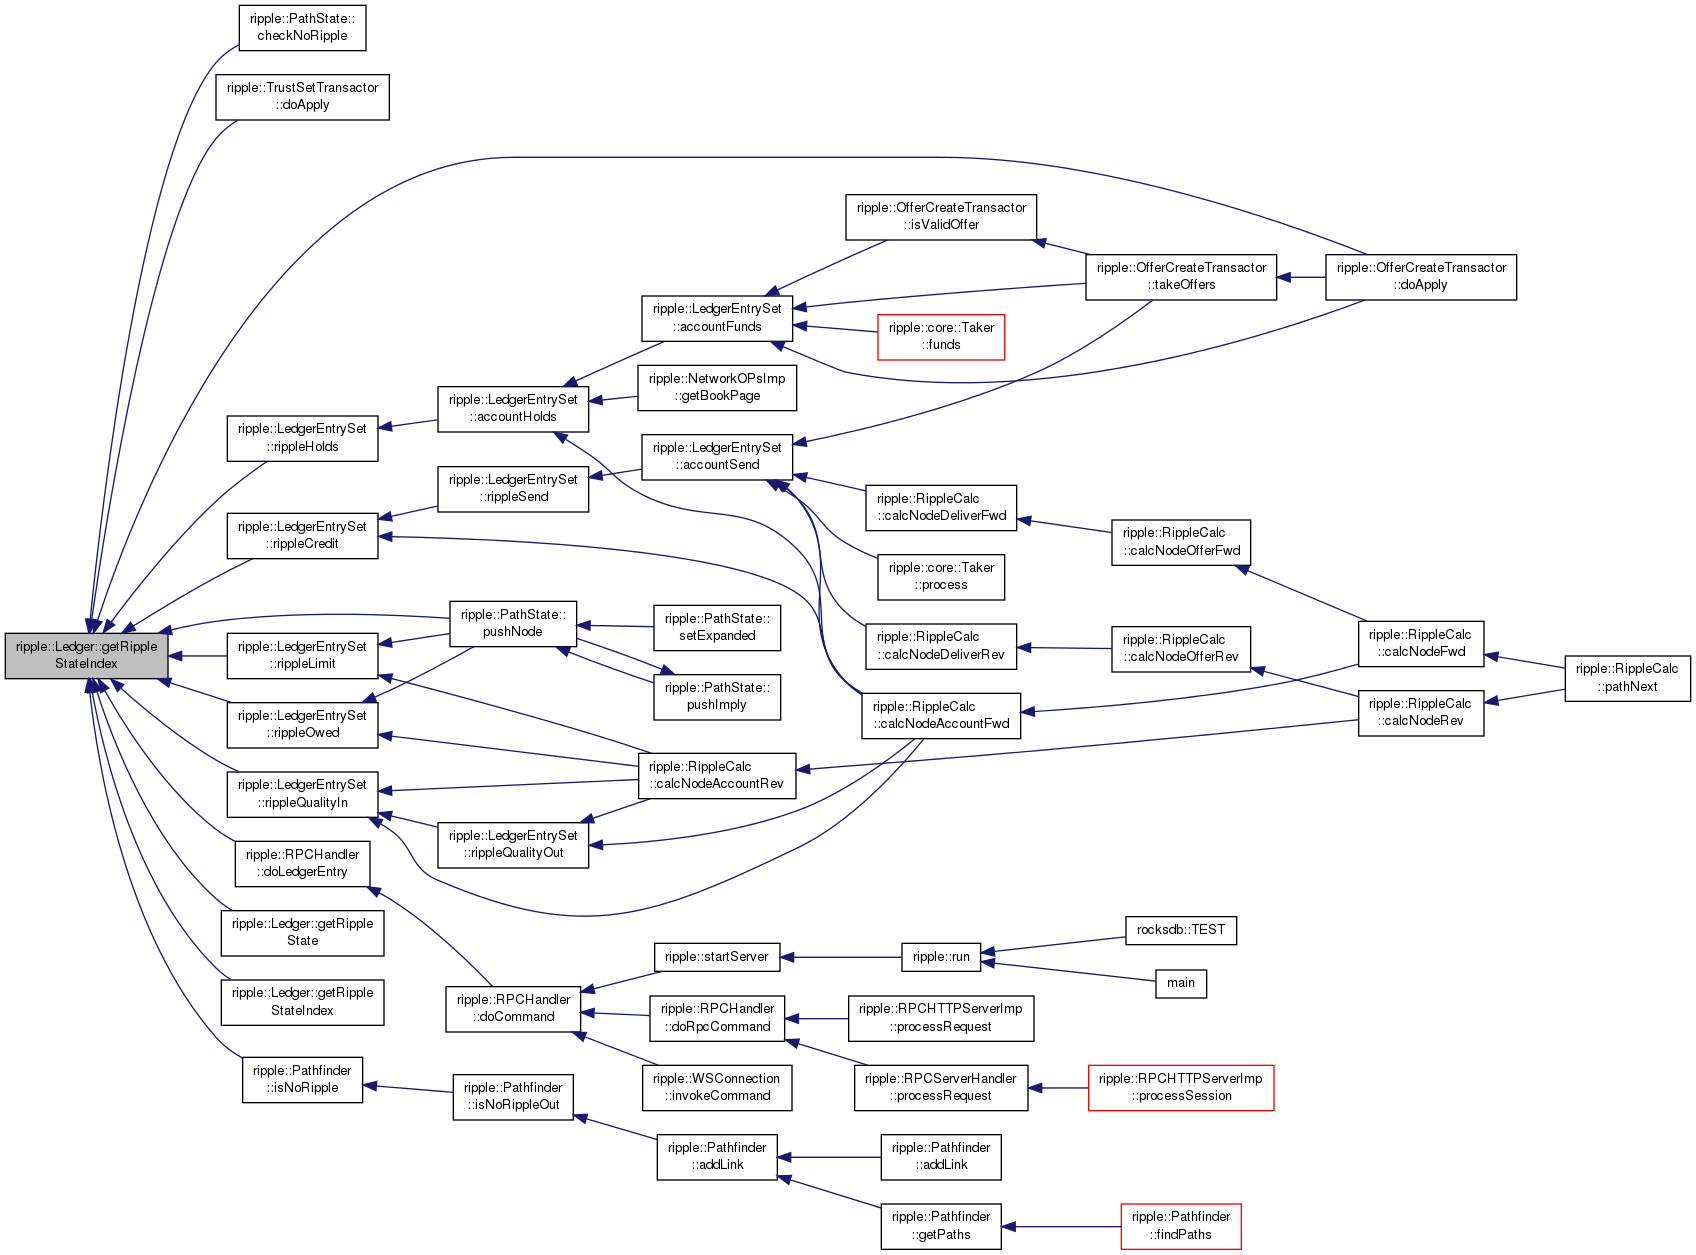 ripple::PathState::
checkNoRipple
ripple::TrustSetTransactor
::doApply
ripple::OfferCreateTransactor
::isValidOffer
ripple::OfferCreateTransactor
::takeOffers
ripple::OfferCreateTransactor
::doApply
ripple::LedgerEntrySet
::accountFunds
ripple::core::Taker
::funds
ripple::NetworkOPsImp
::getBookPage
ripple::LedgerEntrySet
::accountHolds
ripple::LedgerEntrySet
::rippleHolds
ripple::LedgerEntrySet
::accountSend
ripple::LedgerEntrySet
::rippleSend
ripple::RippleCalc
::calcNodeDeliverFwd
ripple::LedgerEntrySet
::rippleCredit
ripple::RippleCalc
::calcNodeOfferFwd
ripple::core::Taker
::process
ripple::PathState::
pushNode
ripple::PathState::
setExpanded
ripple::RippleCalc
::calcNodeDeliverRev
ripple::RippleCalc
::calcNodeOfferRev
ripple::RippleCalc
::calcNodeFwd
ripple::Ledger::getRipple
StateIndex
ripple::LedgerEntrySet
::rippleLimit
ripple::RippleCalc
::pathNext
ripple::PathState::
pushImply
ripple::RippleCalc
::calcNodeAccountFwd
ripple::RippleCalc
::calcNodeRev
ripple::LedgerEntrySet
::rippleOwed
ripple::RippleCalc
::calcNodeAccountRev
ripple::LedgerEntrySet
::rippleQualityIn
ripple::LedgerEntrySet
::rippleQualityOut
ripple::RPCHandler
::doLedgerEntry
ripple::Ledger::getRipple
State
rocksdb::TEST
ripple::startServer
ripple::run
main
ripple::Ledger::getRipple
StateIndex
ripple::RPCHandler
::doCommand
ripple::RPCHandler
::doRpcCommand
ripple::RPCHTTPServerImp
::processRequest
ripple::Pathfinder
::isNoRipple
ripple::WSConnection
::invokeCommand
ripple::RPCServerHandler
::processRequest
ripple::RPCHTTPServerImp
::processSession
ripple::Pathfinder
::isNoRippleOut
ripple::Pathfinder
::addLink
ripple::Pathfinder
::addLink
ripple::Pathfinder
::getPaths
ripple::Pathfinder
::findPaths